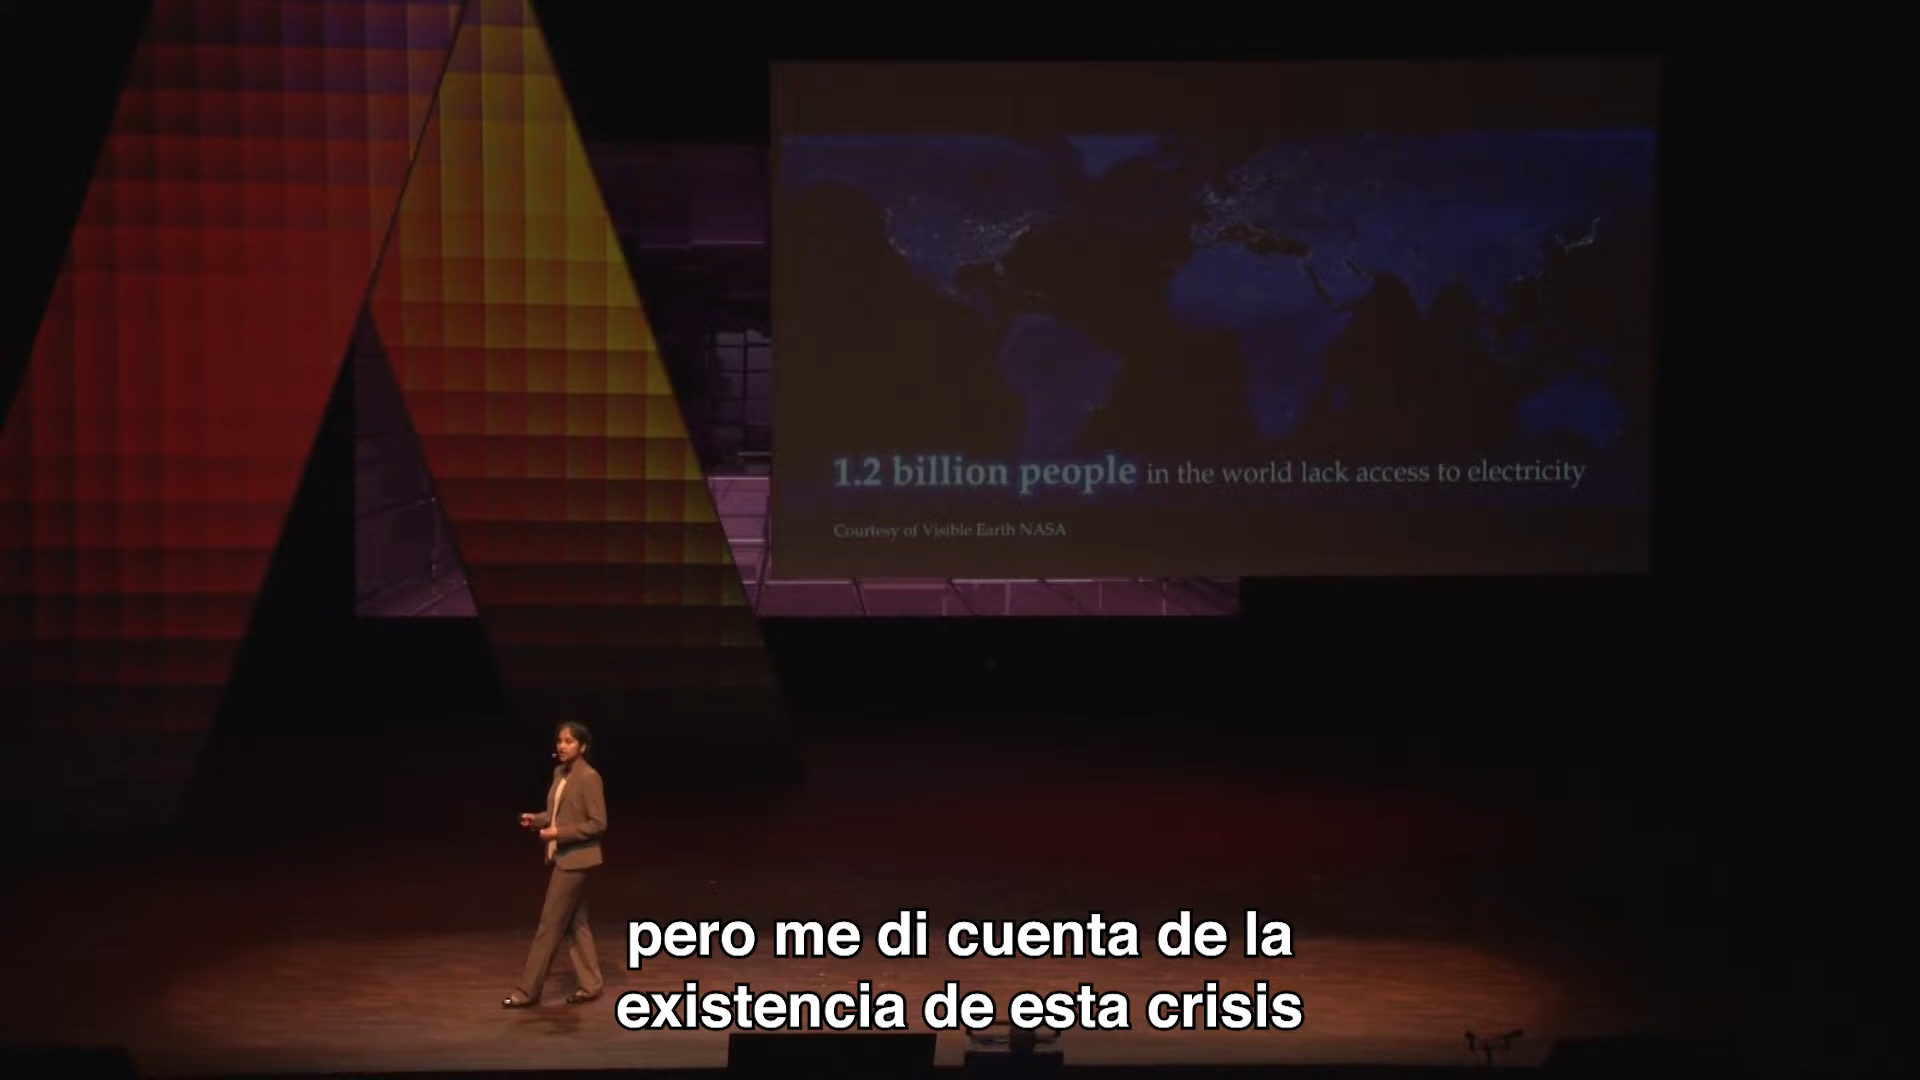 1.2 billion people in the world lack access to electricity
Courtesy of Visible Earth NASA
pero me di cuenta de la
existencia de esta crisis